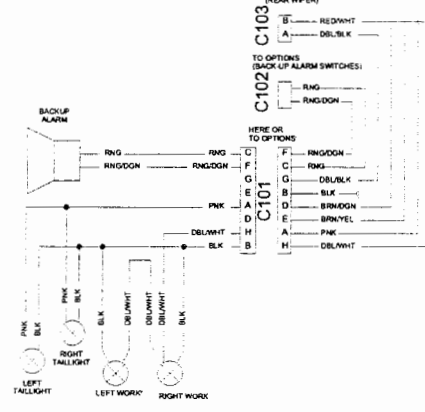 (REAR WIPER)
C103
B RED/WHT
A DBL/BLK
TO OPTIONS
(BACK-UP ALARM SWITCHES)
C102
RNG
RNG/DGN
BACKUP
ALARM
HERE OR
TO OPTIONS
C101
RNG RNG C F RNG/DGN
RNG/DGN RNG/DGN F C RNG
G G DBL/BLK
E B BLK
PNK A D BRN/DGN
D E BRN/YEL
DBL/WHT H A PNK
BLK B H DBL/WHT
PNK
BLK
PNK
BLK
BLK
DBL/WHT
DBL/WHT
DBL/WHT
BLK
RIGHT
TAILLIGHT
LEFT
TAILLIGHT
LEFT WORK
RIGHT WORK